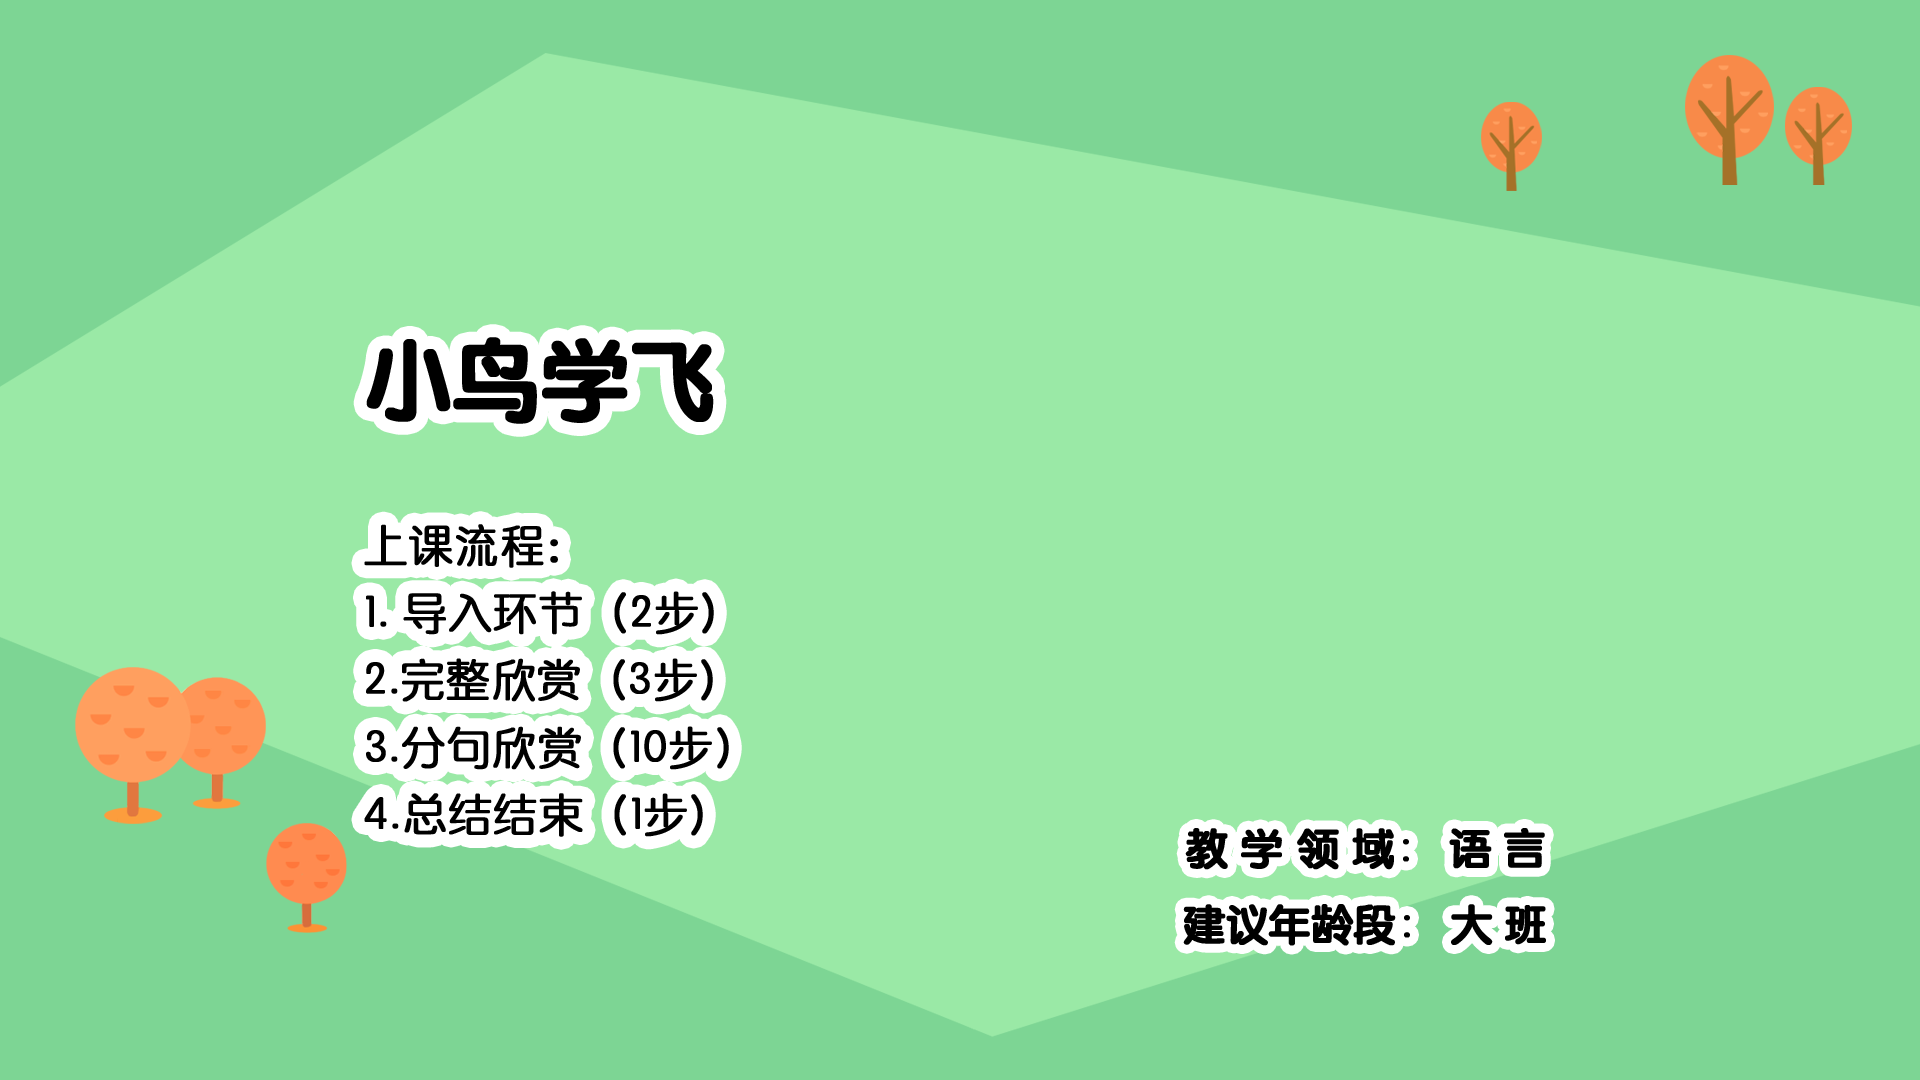 小鸟学飞
上课流程:
1. 导入环节（2步）
2.完整欣赏（3步）
3.分句欣赏（10步）
4.总结结束（1步）
教学领域：语言
建议年龄段：大班